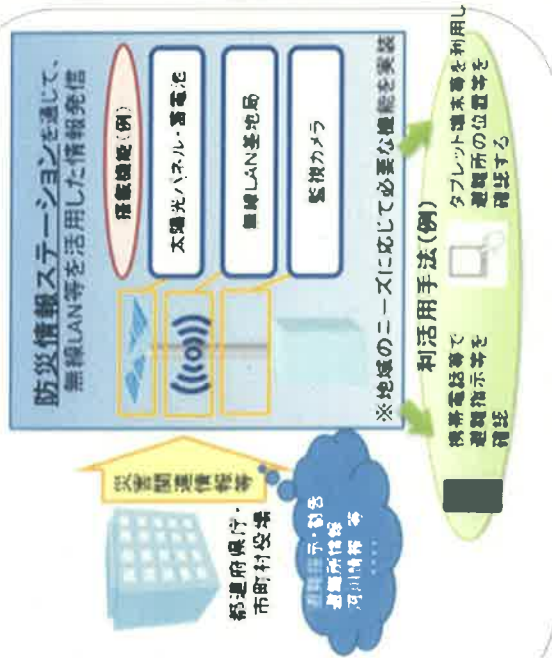 防災情報ステーションを通じて、
無線LAN等を活用した情報発信
搭載機能(例)
太陽光パネル・蓄電池
無線LAN基地局
監視カメラ
※地域のニーズに応じて必要な機能を実装
災害関連情報等
都道府県庁・
市町村役場
避難指示・勧告
避難所情報
河川情報 等
....
利活用手法(例)
携帯電話等で
避難指示等を
確認
タブレット端末等を利用し
避難所の位置等を
確認する